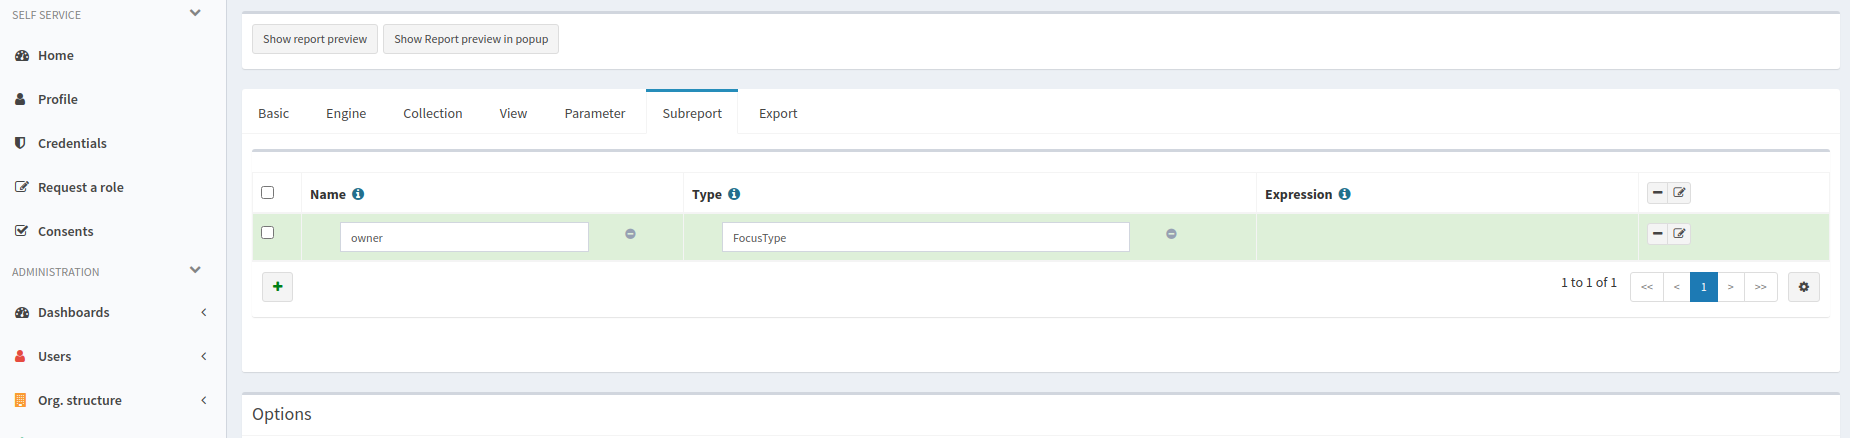 SELF SERVICE
Home
Profile
Credentials
Request a role
Consents
ADMINISTRATION
Dashboards
Users
Org. structure
Show report preview Show Report preview in popup
Basic Engine Collection View Parameter Subreport Export
Name Type Expression
owner FocusType
1 to 1 of 1 << < 1 > >>
Options